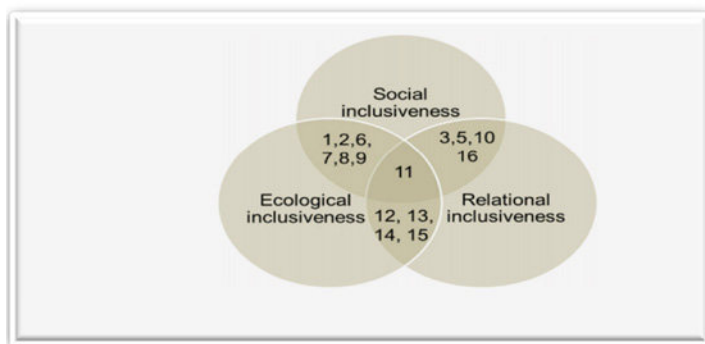 Social
inclusiveness
1,2,6,
7,8,9
3,5,10
16
11
Ecological
inclusiveness
12, 13,
14, 15
Relational
inclusiveness